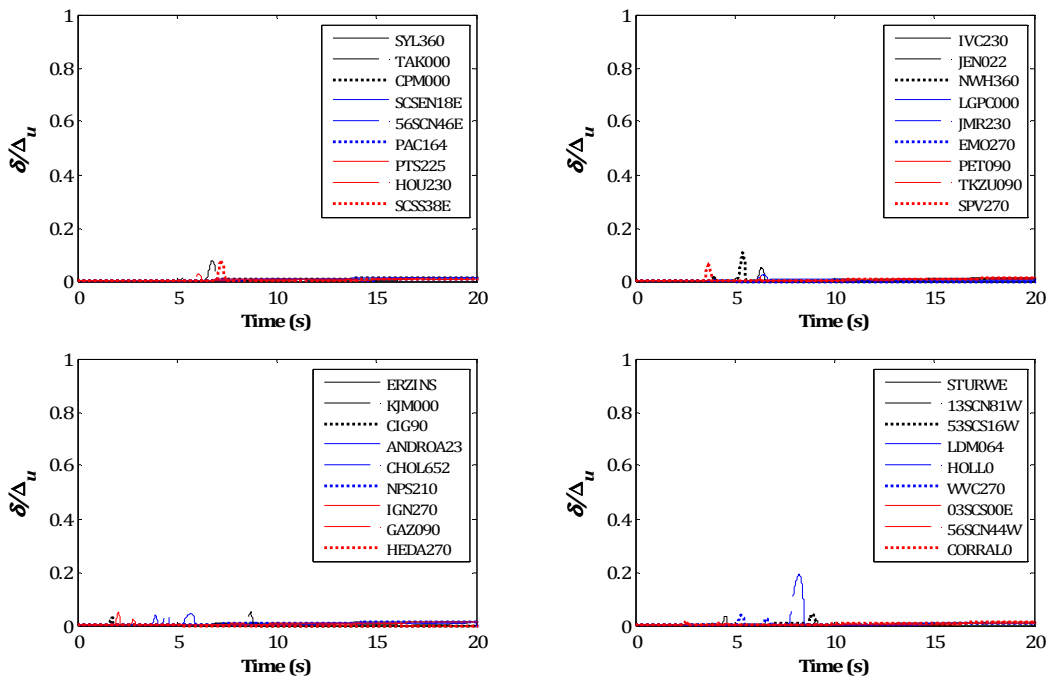 1
0.8
0.6
0.4
0.2
0
δ/Δu
SYL360
TAK000
CPM000
SCSEN18E
56SCN46E
PAC164
PTS225
HOU230
SCSS38E
0 5 10 15 20
Time (s)
1
0.8
0.6
0.4
0.2
0
δ/Δu
IVC230
JEN022
NWH360
LGPC000
JMR230
EMO270
PET090
TKZU090
SPV270
0 5 10 15 20
Time (s)
1
0.8
0.6
0.4
0.2
0
δ/Δu
ERZINS
KJM000
CIG90
ANDROA23
CHOL652
NPS210
IGN270
GAZ090
HEDA270
0 5 10 15 20
Time (s)
1
0.8
0.6
0.4
0.2
0
δ/Δu
STURWE
13SCN81W
53SCS16W
LDM064
HOLL0
WVC270
03SCS00E
56SCN44W
CORRAL0
0 5 10 15 20
Time (s)